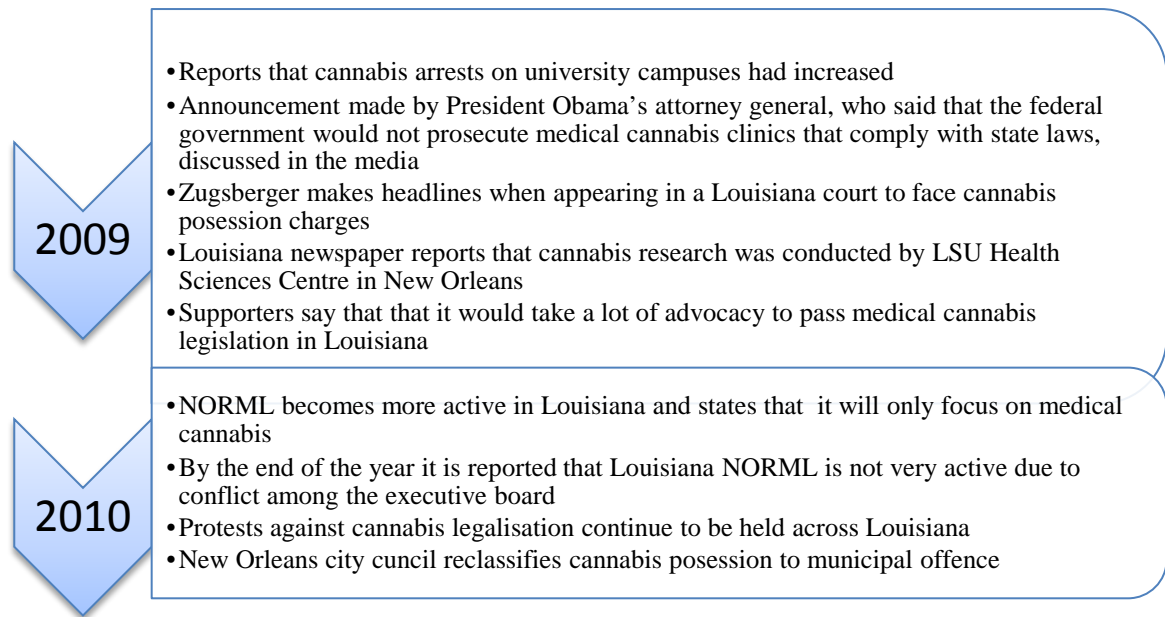 2009
•Reports that cannabis arrests on university campuses had increased
•Announcement made by President Obama’s attorney general, who said that the federal
government would not prosecute medical cannabis clinics that comply with state laws,
discussed in the media
•Zugsberger makes headlines when appearing in a Louisiana court to face cannabis
posession charges
•Louisiana newspaper reports that cannabis research was conducted by LSU Health
Sciences Centre in New Orleans
•Supporters say that that it would take a lot of advocacy to pass medical cannabis
legislation in Louisiana
2010
•NORML becomes more active in Louisiana and states that it will only focus on medical
cannabis
•By the end of the year it is reported that Louisiana NORML is not very active due to
conflict among the executive board
•Protests against cannabis legalisation continue to be held across Louisiana
•New Orleans city cuncil reclassifies cannabis posession to municipal offence